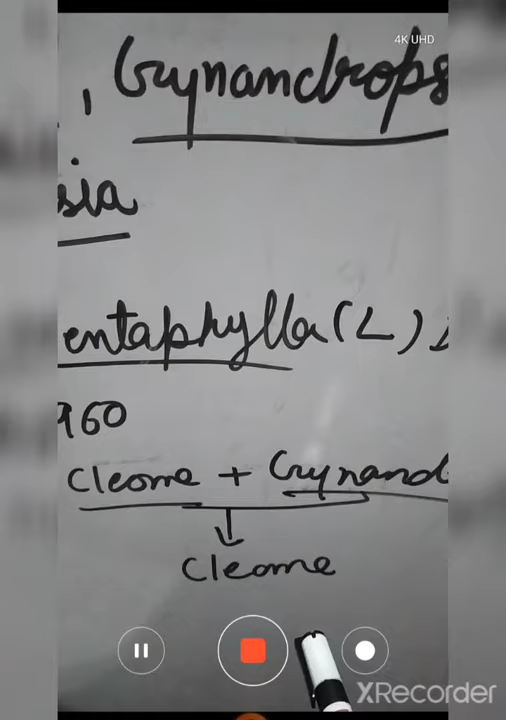 4K UHD
, Gynandrops
sia
entaphylla (L)
960
Cleome + Gynand
Cleome
XRecorder